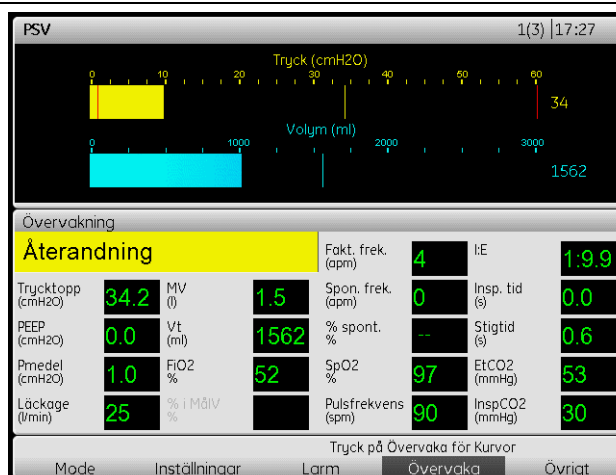 PSV 1(3) 17:27
Tryck (cmH2O)
0 10 20 30 40 50 60
34
Volym (ml)
0 1000 2000 3000
1562
Övervakning
Återandning
Fakt. frek. (apm) 4 I:E 1:9.9
Trycktopp (cmH2O) 34.2 MV (l) 1.5 Spon. frek. (apm) 0 Insp. tid (s) 0.0
PEEP (cmH2O) 0.0 Vt (ml) 1562 % spont. % -- Stigtid (s) 0.6
Pmedel (cmH2O) 1.0 FiO2 % 52 SpO2 % 97 EtCO2 (mmHg) 53
Läckage (l/min) 25 % i MålV % Pulsfrekvens (spm) 90 InspCO2 (mmHg) 30
Tryck på Övervaka för Kurvor
Mode Inställningar Larm Övervaka Övrigt